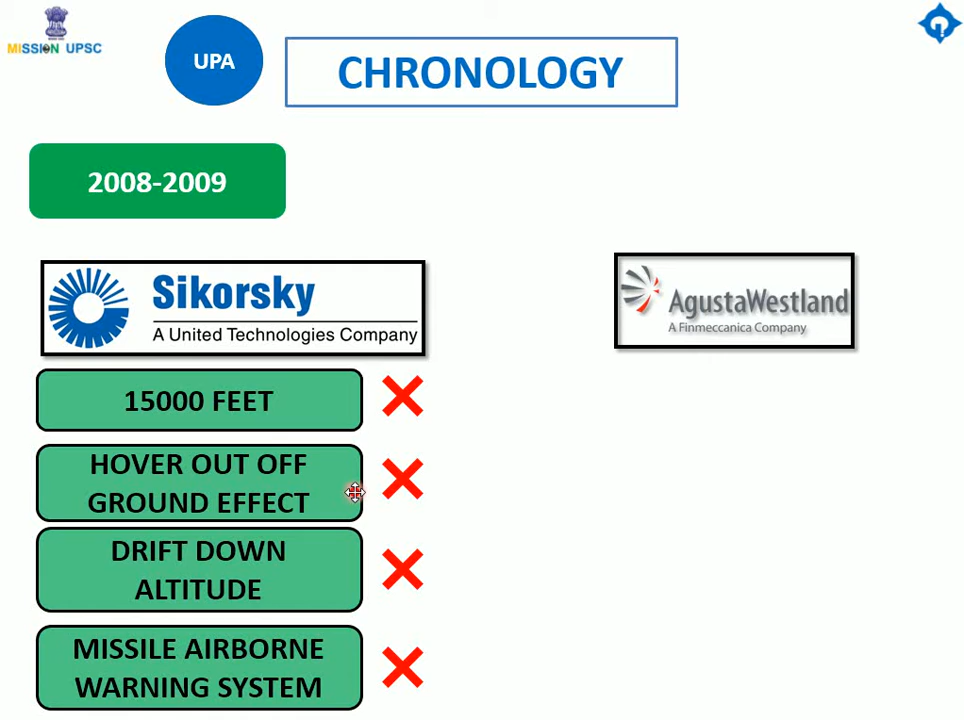 MISSION UPSC
UPA
CHRONOLOGY
2008-2009
Sikorsky
A United Technologies Company
AgustaWestland
A Finmeccanica Company
15000 FEET
HOVER OUT OFF
GROUND EFFECT
DRIFT DOWN
ALTITUDE
MISSILE AIRBORNE
WARNING SYSTEM